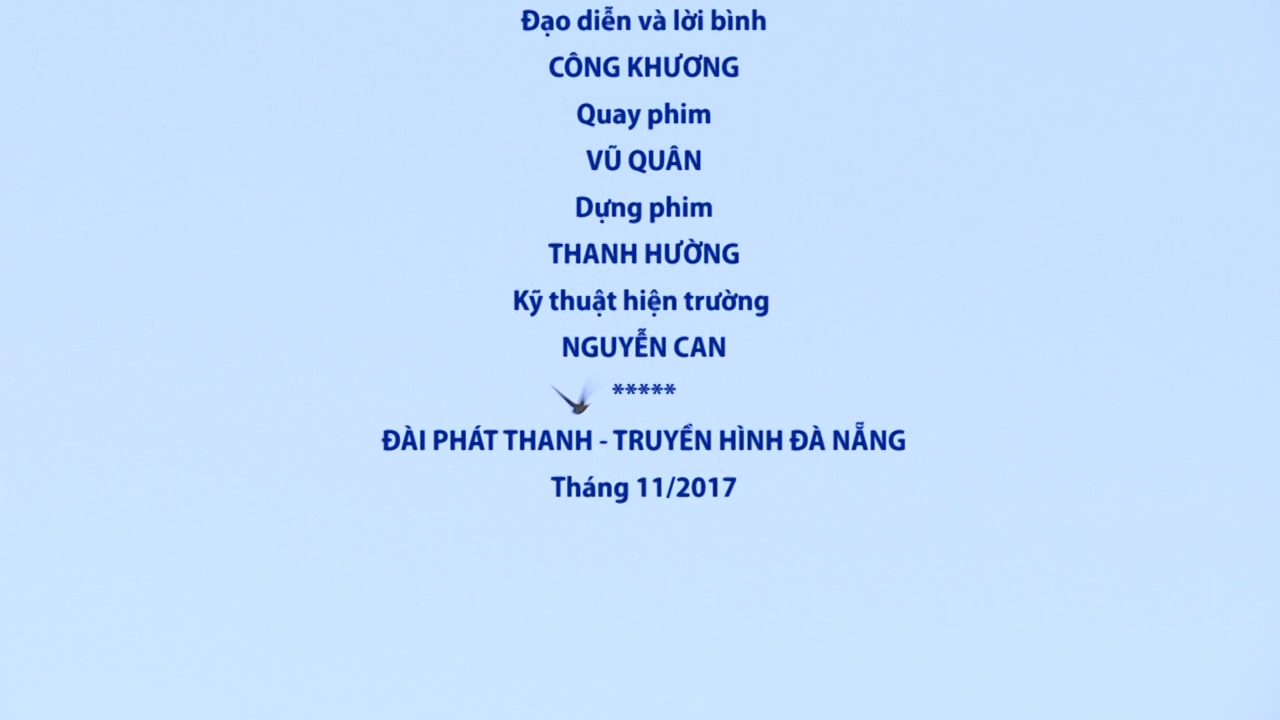 Đạo diễn và lời bình
CÔNG KHƯƠNG
Quay phim
VŨ QUÂN
Dựng phim
THANH HƯỜNG
Kỹ thuật hiện trường
NGUYỄN CAN
*****
ĐÀI PHÁT THANH - TRUYỀN HÌNH ĐÀ NẴNG
Tháng 11/2017